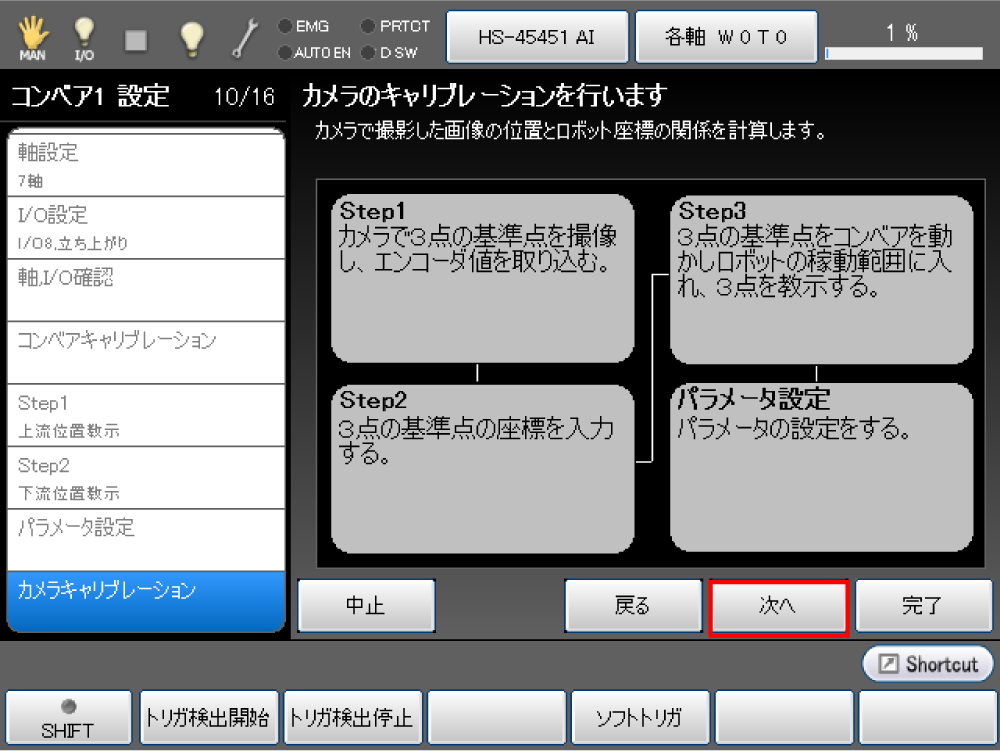 MAN
I/O
EMG
PRTCT
AUTO EN
D SW
HS-45451 AI
各軸 W0T0
1 %
コンベア1 設定 10/16
カメラのキャリブレーションを行います
カメラで撮影した画像の位置とロボット座標の関係を計算します。
軸設定
7軸
I/O設定
I/O8,立ち上がり
軸,I/O確認
コンベアキャリブレーション
Step1
上流位置教示
Step2
下流位置教示
パラメータ設定
カメラキャリブレーション
Step1
カメラで3点の基準点を撮像
し、エンコーダ値を取り込む。
Step2
3点の基準点の座標を入力
する。
Step3
3点の基準点をコンベアを動
かしロボットの稼動範囲に入
れ、3点を教示する。
パラメータ設定
パラメータの設定をする。
中止
戻る
次へ
完了
Shortcut
SHIFT
トリガ検出開始
トリガ検出停止
ソフトトリガ